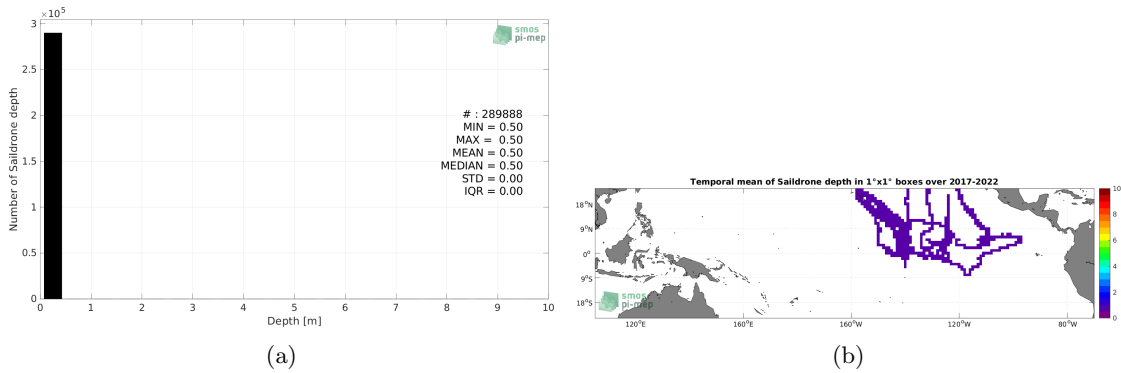 ×10⁵
3
2.5
2
1.5
1
0.5
0
Number of Saildrone depth
smos
pi-mep
# : 289888
MIN = 0.50
MAX = 0.50
MEAN = 0.50
MEDIAN = 0.50
STD = 0.00
IQR = 0.00
0 1 2 3 4 5 6 7 8 9 10
Depth [m]
(a)
Temporal mean of Saildrone depth in 1°x1° boxes over 2017-2022
18°N
9°N
0°
9°S
18°S
smos
pi-mep
120°E 160°E 160°W 120°W 80°W
10
8
6
4
2
0
(b)